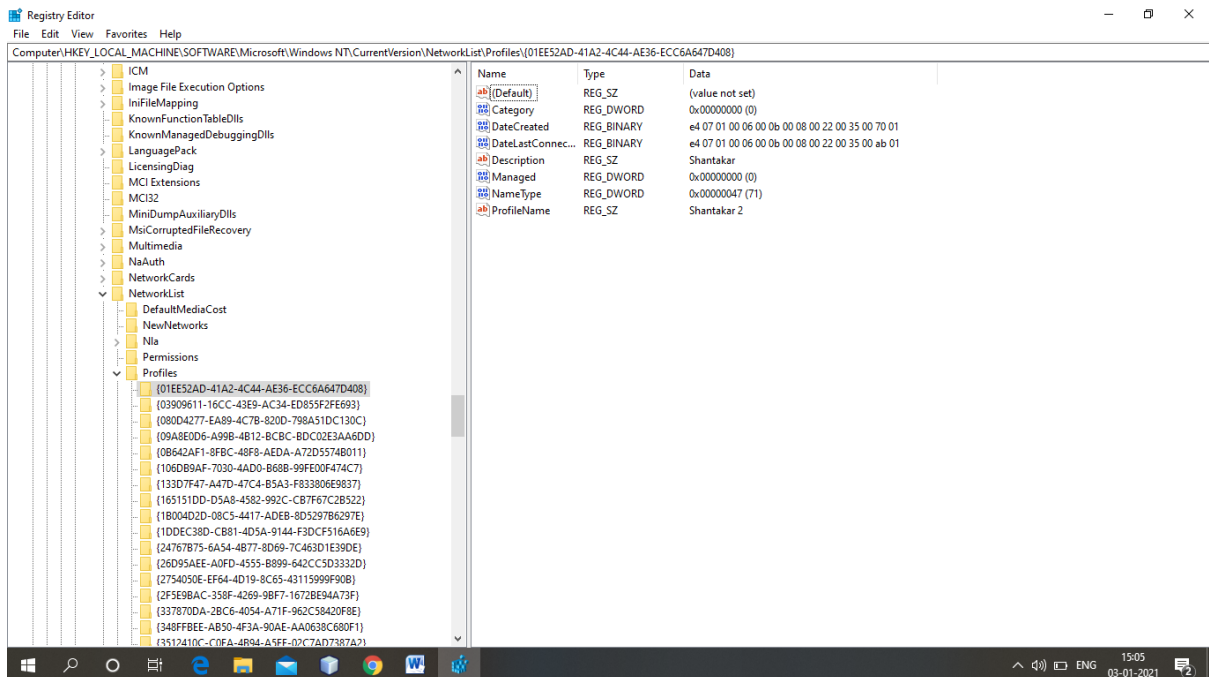 Registry Editor
File Edit View Favorites Help
Computer\HKEY_LOCAL_MACHINE\SOFTWARE\Microsoft\Windows NT\CurrentVersion\NetworkList\Profiles\{01EE52AD-41A2-4C44-AE36-ECC6A647D408}
ICM
Image File Execution Options
IniFileMapping
KnownFunctionTableDlls
KnownManagedDebuggingDlls
LanguagePack
LicensingDiag
MCI Extensions
MCI32
MiniDumpAuxiliaryDlls
MsiCorruptedFileRecovery
Multimedia
NaAuth
NetworkCards
NetworkList
DefaultMediaCost
NewNetworks
Nla
Permissions
Profiles
{01EE52AD-41A2-4C44-AE36-ECC6A647D408}
{03909611-16CC-43E9-AC34-ED855F2FE693}
{080D4277-EA89-4C7B-820D-798A51DC130C}
{09A8E0D6-A99B-4B12-BCBC-BDC02E3AA6DD}
{0B642AF1-8FBC-48F8-AEDA-A72D5574B011}
{106DB9AF-7030-4AD0-B68B-99FE00F474C7}
{133D7F47-A47D-47C4-B5A3-F833806E9837}
{165151DD-D5A8-4582-992C-CB7F67C2B522}
{1B004D2D-08C5-4417-ADEB-8D5297B6297E}
{1DDEC38D-CB81-4D5A-9144-F3DCF516A6E9}
{24767B75-6A54-4B77-8D69-7C463D1E39DE}
{26D95AEE-A0FD-4555-B899-642CC5D3332D}
{2754050E-EF64-4D19-8C65-43115999F90B}
{2F5E9BAC-358F-4269-9BF7-1672BE94A73F}
{337870DA-2BC6-4054-A71F-962C58420F8E}
{348FFBEE-AB50-4F3A-90AE-AA0638C680F1}
{3512410C-C0EA-4B94-A5FF-02C7AD7387A2}
Name Type Data
(Default) REG_SZ (value not set)
Category REG_DWORD 0x00000000 (0)
DateCreated REG_BINARY e4 07 01 00 06 00 0b 00 08 00 22 00 35 00 70 01
DateLastConnec... REG_BINARY e4 07 01 00 06 00 0b 00 08 00 22 00 35 00 ab 01
Description REG_SZ Shantakar
Managed REG_DWORD 0x00000000 (0)
NameType REG_DWORD 0x00000047 (71)
ProfileName REG_SZ Shantakar 2
ENG
15:05
03-01-2021
2